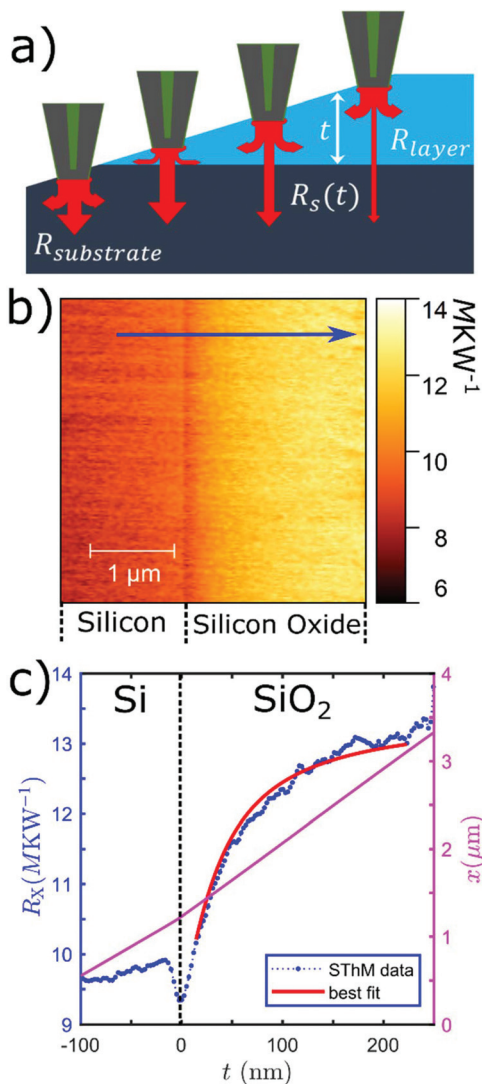 a)
t
R_layer
R_s(t)
R_substrate
b)
14
MKW⁻¹
12
10
8
6
1 µm
Silicon
Silicon Oxide
c)
Si
SiO₂
14
13
12
11
10
9
R_X(MKW⁻¹)
4
3
2
1
0
x(µm)
SThM data
best fit
-100
0
100
200
t (nm)